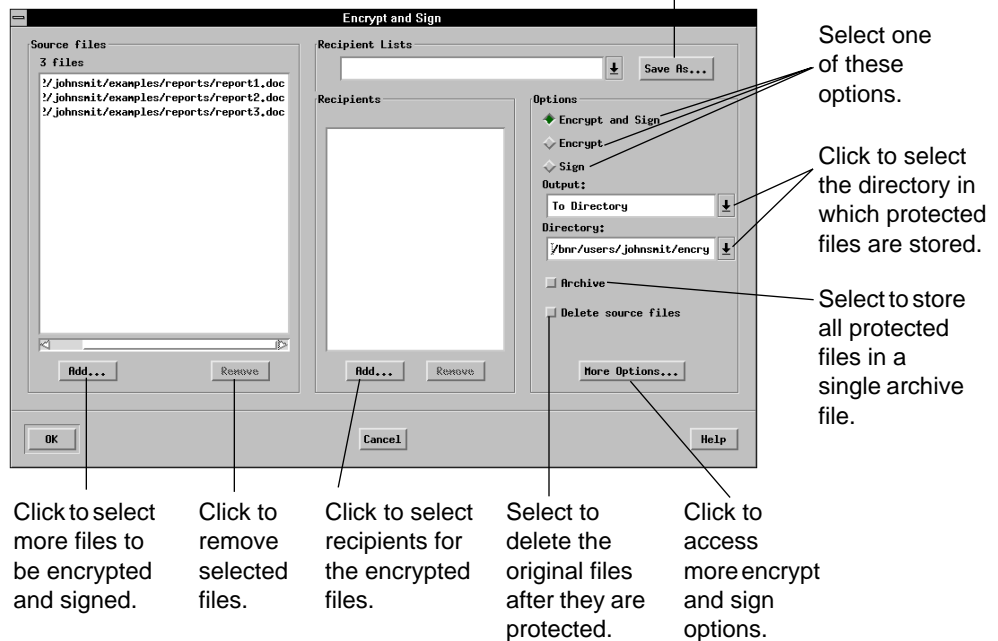 Encrypt and Sign
Source files
3 files
/johnsmit/examples/reports/report1.doc
/johnsmit/examples/reports/report2.doc
/johnsmit/examples/reports/report3.doc
Add...
Remove
Recipient Lists
Save As...
Recipients
Add...
Remove
Options
Encrypt and Sign
Encrypt
Sign
Output:
To Directory
Directory:
/bnr/users/johnsmit/encry
Archive
Delete source files
More Options...
OK
Cancel
Help
Select one
of these
options.
Click to select
the directory in
which protected
files are stored.
Select to store
all protected
files in a
single archive
file.
Click to select
more files to
be encrypted
and signed.
Click to
remove
selected
files.
Click to select
recipients for
the encrypted
files.
Select to
delete the
original files
after they are
protected.
Click to
access
more encrypt
and sign
options.